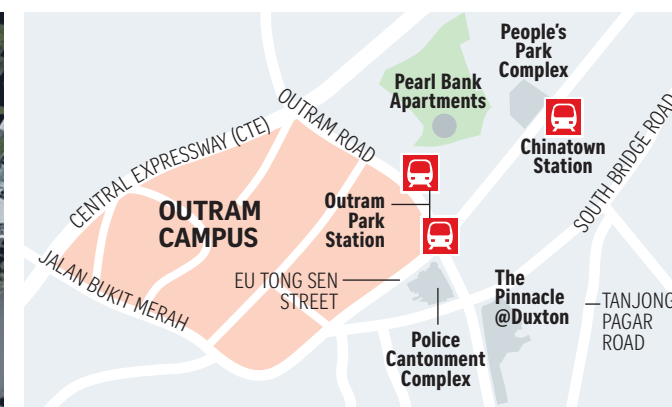 People's
Park
Complex
Pearl Bank
Apartments
OUTRAM ROAD
CENTRAL EXPRESSWAY (CTE)
Chinatown
Station
SOUTH BRIDGE ROAD
OUTRAM
CAMPUS
Outram
Park
Station
JALAN BUKIT MERAH
EU TONG SEN
STREET
The
Pinnacle
@Duxton
TANJONG
PAGAR
ROAD
Police
Cantonment
Complex